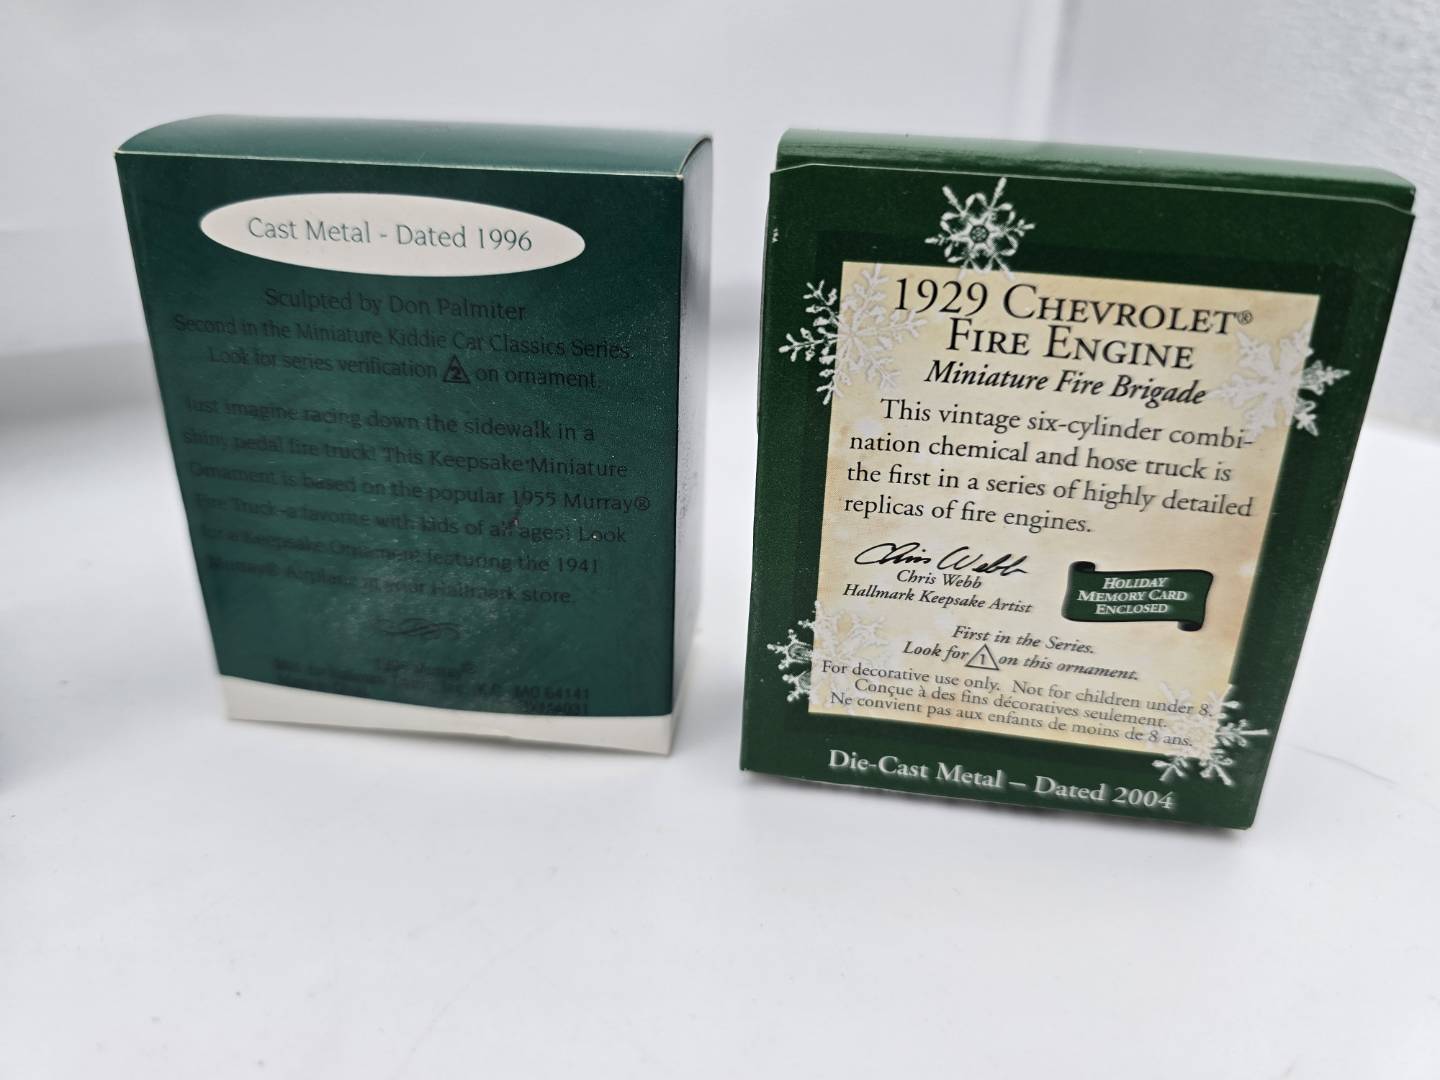 Cast Metal - Dated 1996
Sculpted by Don Palmiter
Second in the Miniature Kiddie Car Classics Series.
Look for series verification 2 on ornament.
Just imagine racing down the sidewalk in a
shiny pedal fire truck! This Keepsake Miniature
Ornament is based on the popular 1955 Murray®
Fire Truck-a favorite with kids of all ages! Look
for a Keepsake Ornament featuring the 1941
Murray® Airplane at your Hallmark store.
MO 64141
1929 CHEVROLET®
FIRE ENGINE
Miniature Fire Brigade
This vintage six-cylinder combi-
nation chemical and hose truck is
the first in a series of highly detailed
replicas of fire engines.
Chris Webb
Chris Webb
Hallmark Keepsake Artist
HOLIDAY
MEMORY CARD
ENCLOSED
First in the Series.
Look for 1 on this ornament.
For decorative use only. Not for children under 8.
Conçue à des fins décoratives seulement.
Ne convient pas aux enfants de moins de 8 ans.
Die-Cast Metal – Dated 2004